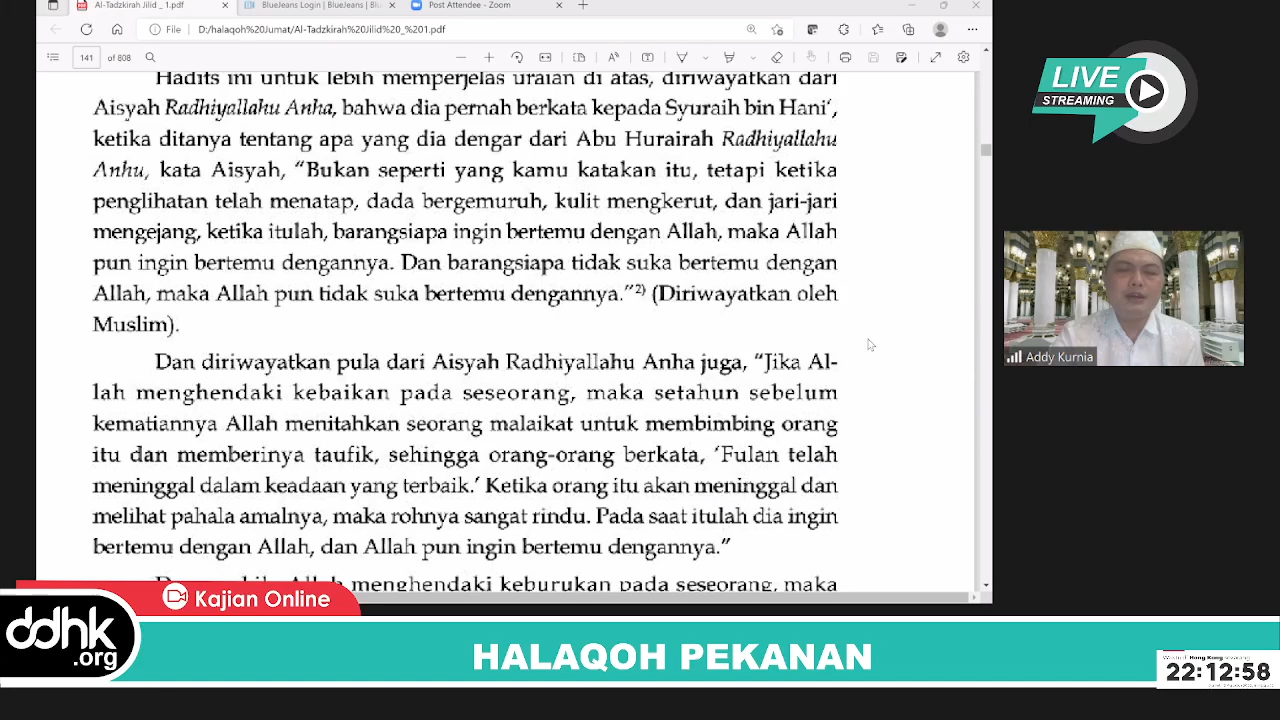 Al-Tadzkirah Jilid _ 1.pdf
BlueJeans Login | BlueJeans | Blu
Post Attendee - Zoom
File
D:/halaqoh%20Jumat/Al-Tadzkirah%20Jilid%20_%201.pdf
141 of 808
Hadits ini untuk lebih memperjelas uraian di atas, diriwayatkan dari
Aisyah Radhiyallahu Anha, bahwa dia pernah berkata kepada Syuraih bin Hani‘,
ketika ditanya tentang apa yang dia dengar dari Abu Hurairah Radhiyallahu
Anhu, kata Aisyah, “Bukan seperti yang kamu katakan itu, tetapi ketika
penglihatan telah menatap, dada bergemuruh, kulit mengkerut, dan jari-jari
mengejang, ketika itulah, barangsiapa ingin bertemu dengan Allah, maka Allah
pun ingin bertemu dengannya. Dan barangsiapa tidak suka bertemu dengan
Allah, maka Allah pun tidak suka bertemu dengannya.”2) (Diriwayatkan oleh
Muslim).
Dan diriwayatkan pula dari Aisyah Radhiyallahu Anha juga, “Jika Al-
lah menghendaki kebaikan pada seseorang, maka setahun sebelum
kematiannya Allah menitahkan seorang malaikat untuk membimbing orang
itu dan memberinya taufik, sehingga orang-orang berkata, ‘Fulan telah
meninggal dalam keadaan yang terbaik.’ Ketika orang itu akan meninggal dan
melihat pahala amalnya, maka rohnya sangat rindu. Pada saat itulah dia ingin
bertemu dengan Allah, dan Allah pun ingin bertemu dengannya.”
menghendaki keburukan pada seseorang, maka
LIVE
STREAMING
Addy Kurnia
Kajian Online
ddhk
.org
HALAQOH PEKANAN
Hong Kong
22:12:58